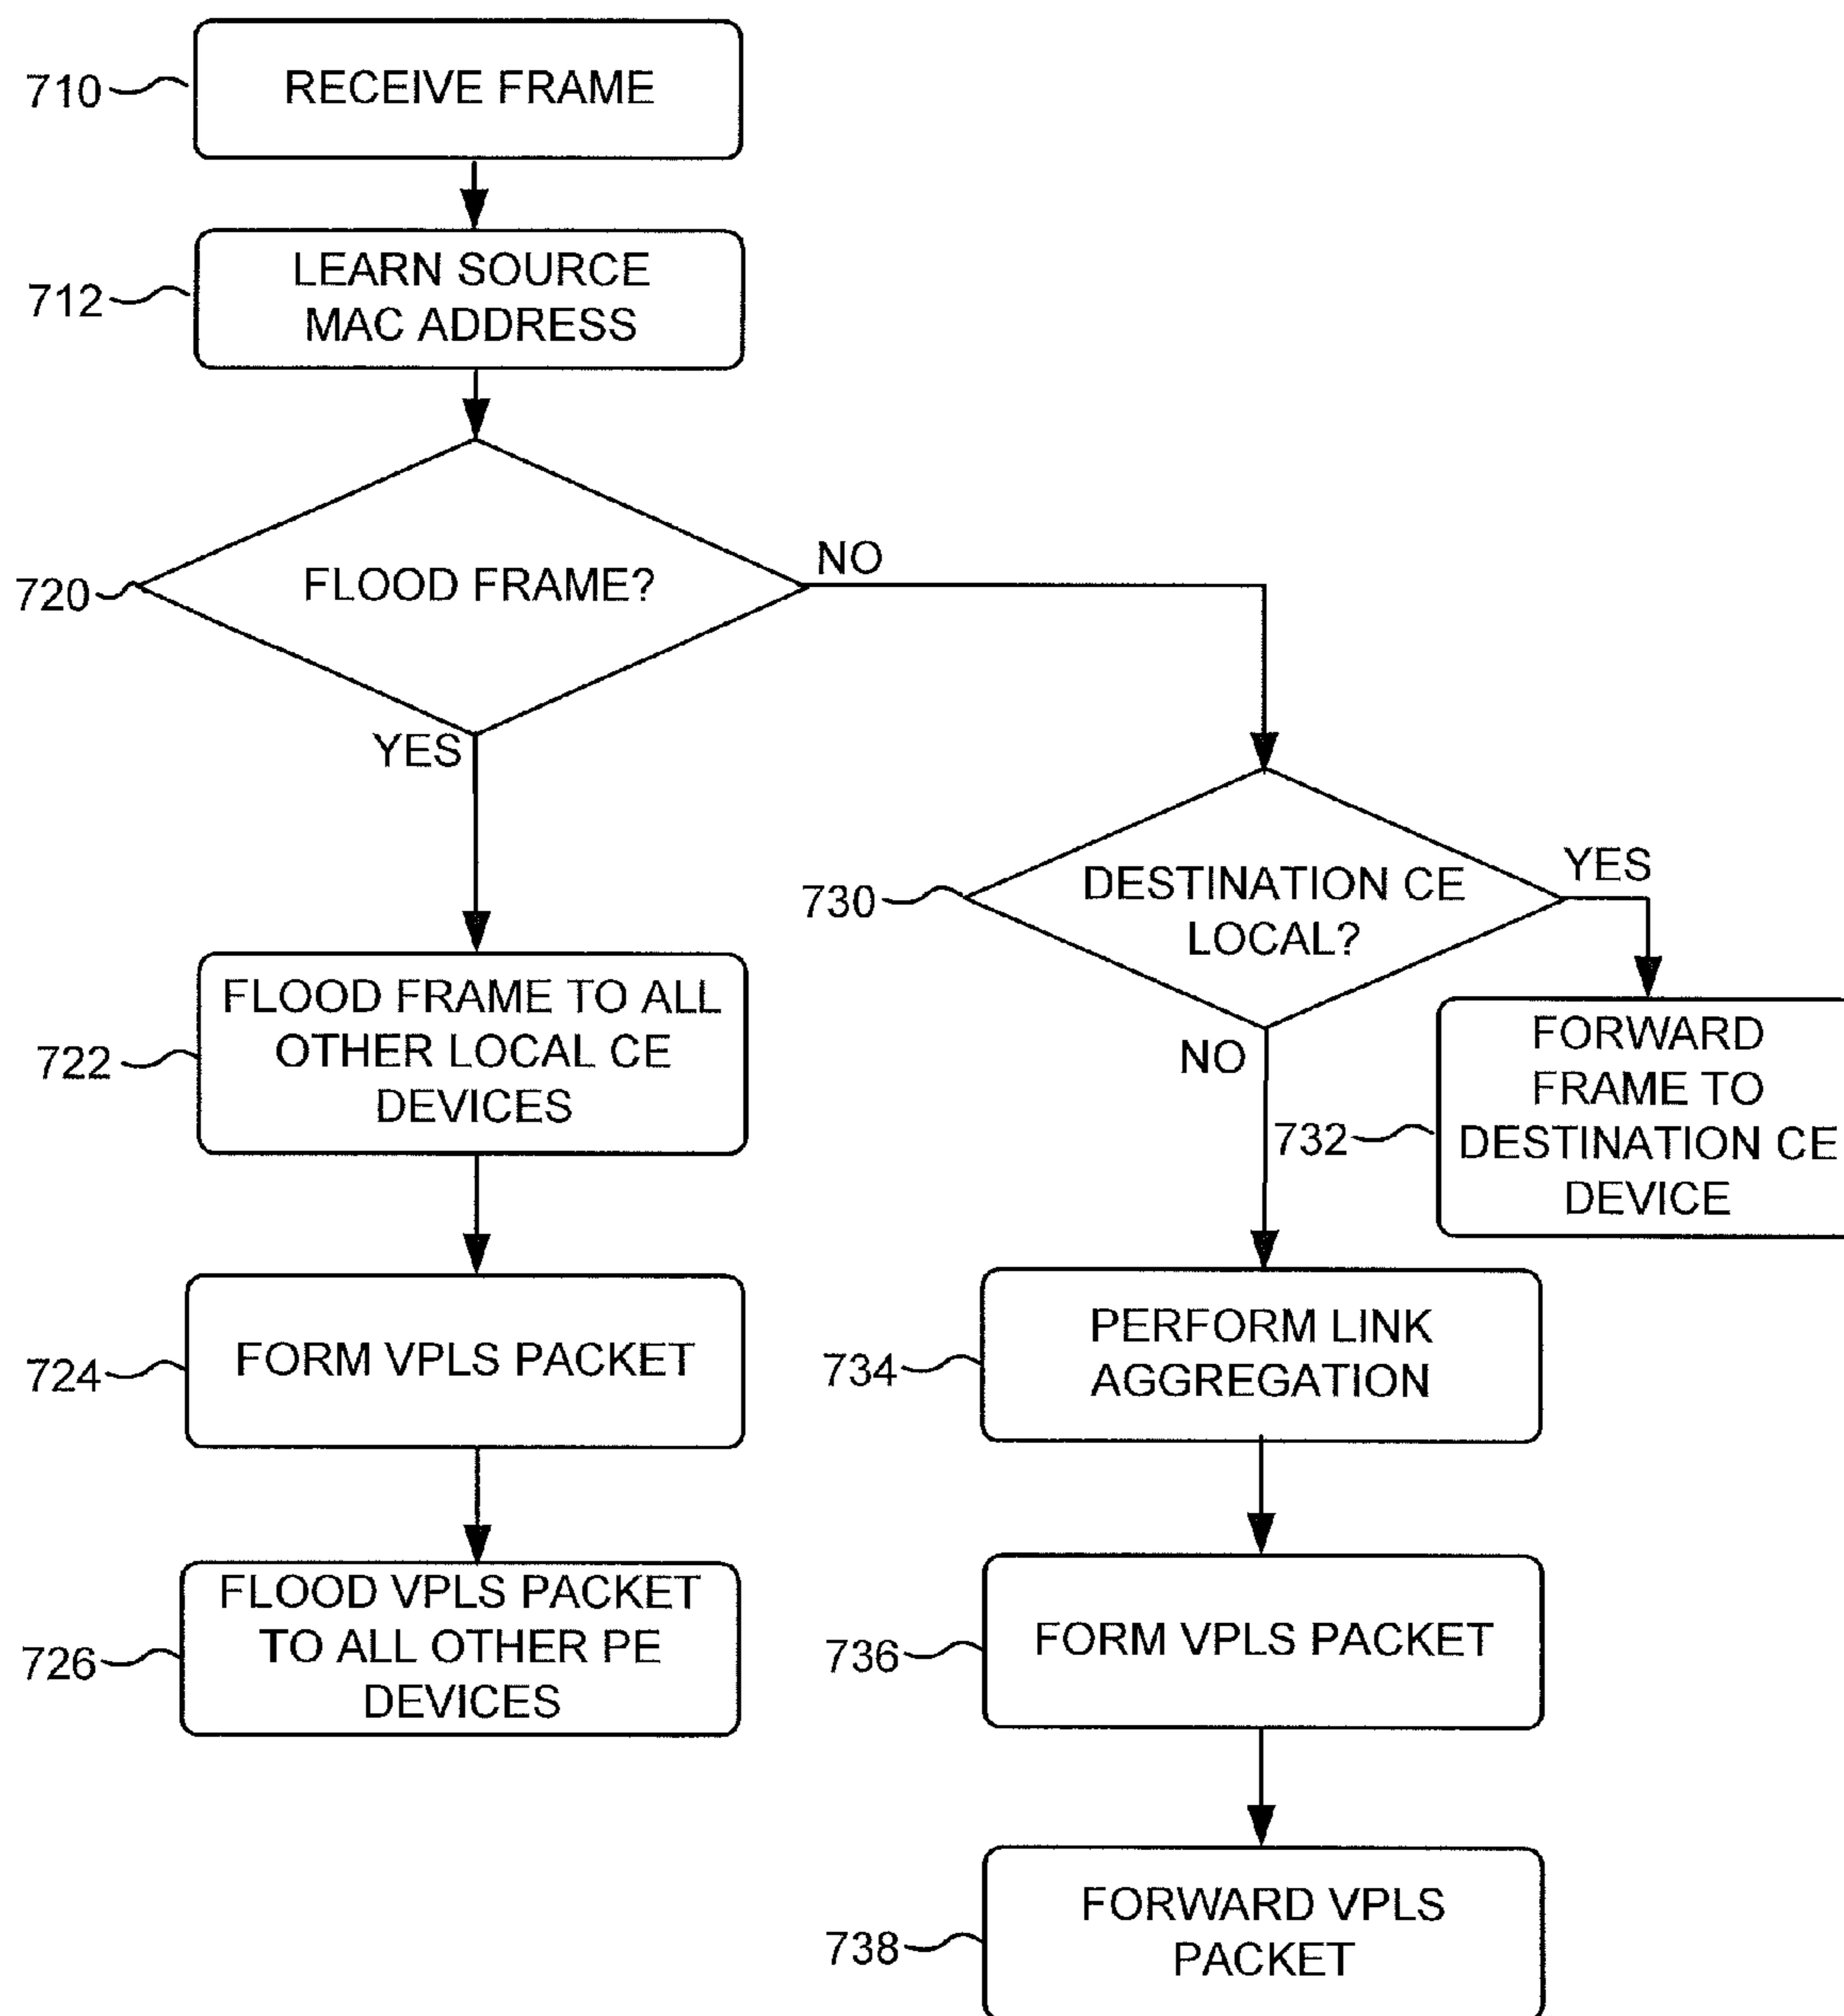 710
RECEIVE FRAME
712
LEARN SOURCE
MAC ADDRESS
720
FLOOD FRAME?
NO
YES
722
FLOOD FRAME TO ALL
OTHER LOCAL CE
DEVICES
724
FORM VPLS PACKET
726
FLOOD VPLS PACKET
TO ALL OTHER PE
DEVICES
730
DESTINATION CE
LOCAL?
YES
NO
732
FORWARD
FRAME TO
DESTINATION CE
DEVICE
734
PERFORM LINK
AGGREGATION
736
FORM VPLS PACKET
738
FORWARD VPLS
PACKET